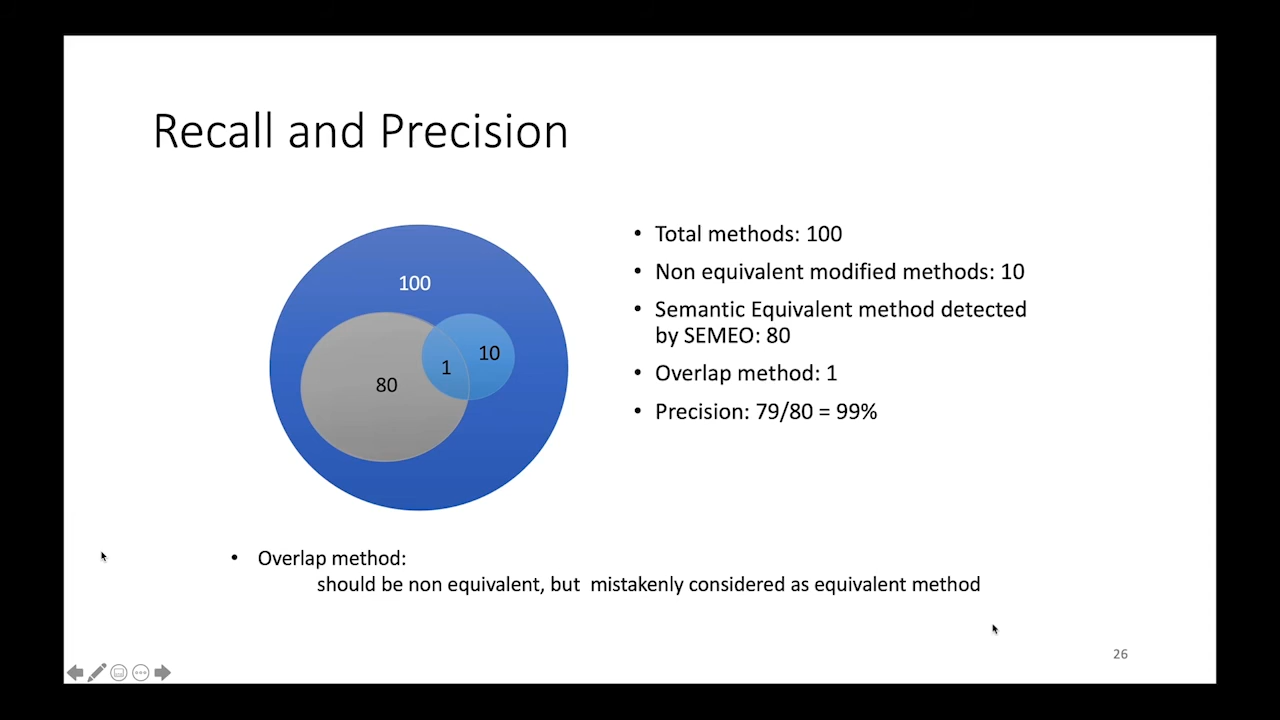 Recall and Precision
100
80
1
10
• Total methods: 100
• Non equivalent modified methods: 10
• Semantic Equivalent method detected
by SEMEO: 80
• Overlap method: 1
• Precision: 79/80 = 99%
• Overlap method:
should be non equivalent, but mistakenly considered as equivalent method
26